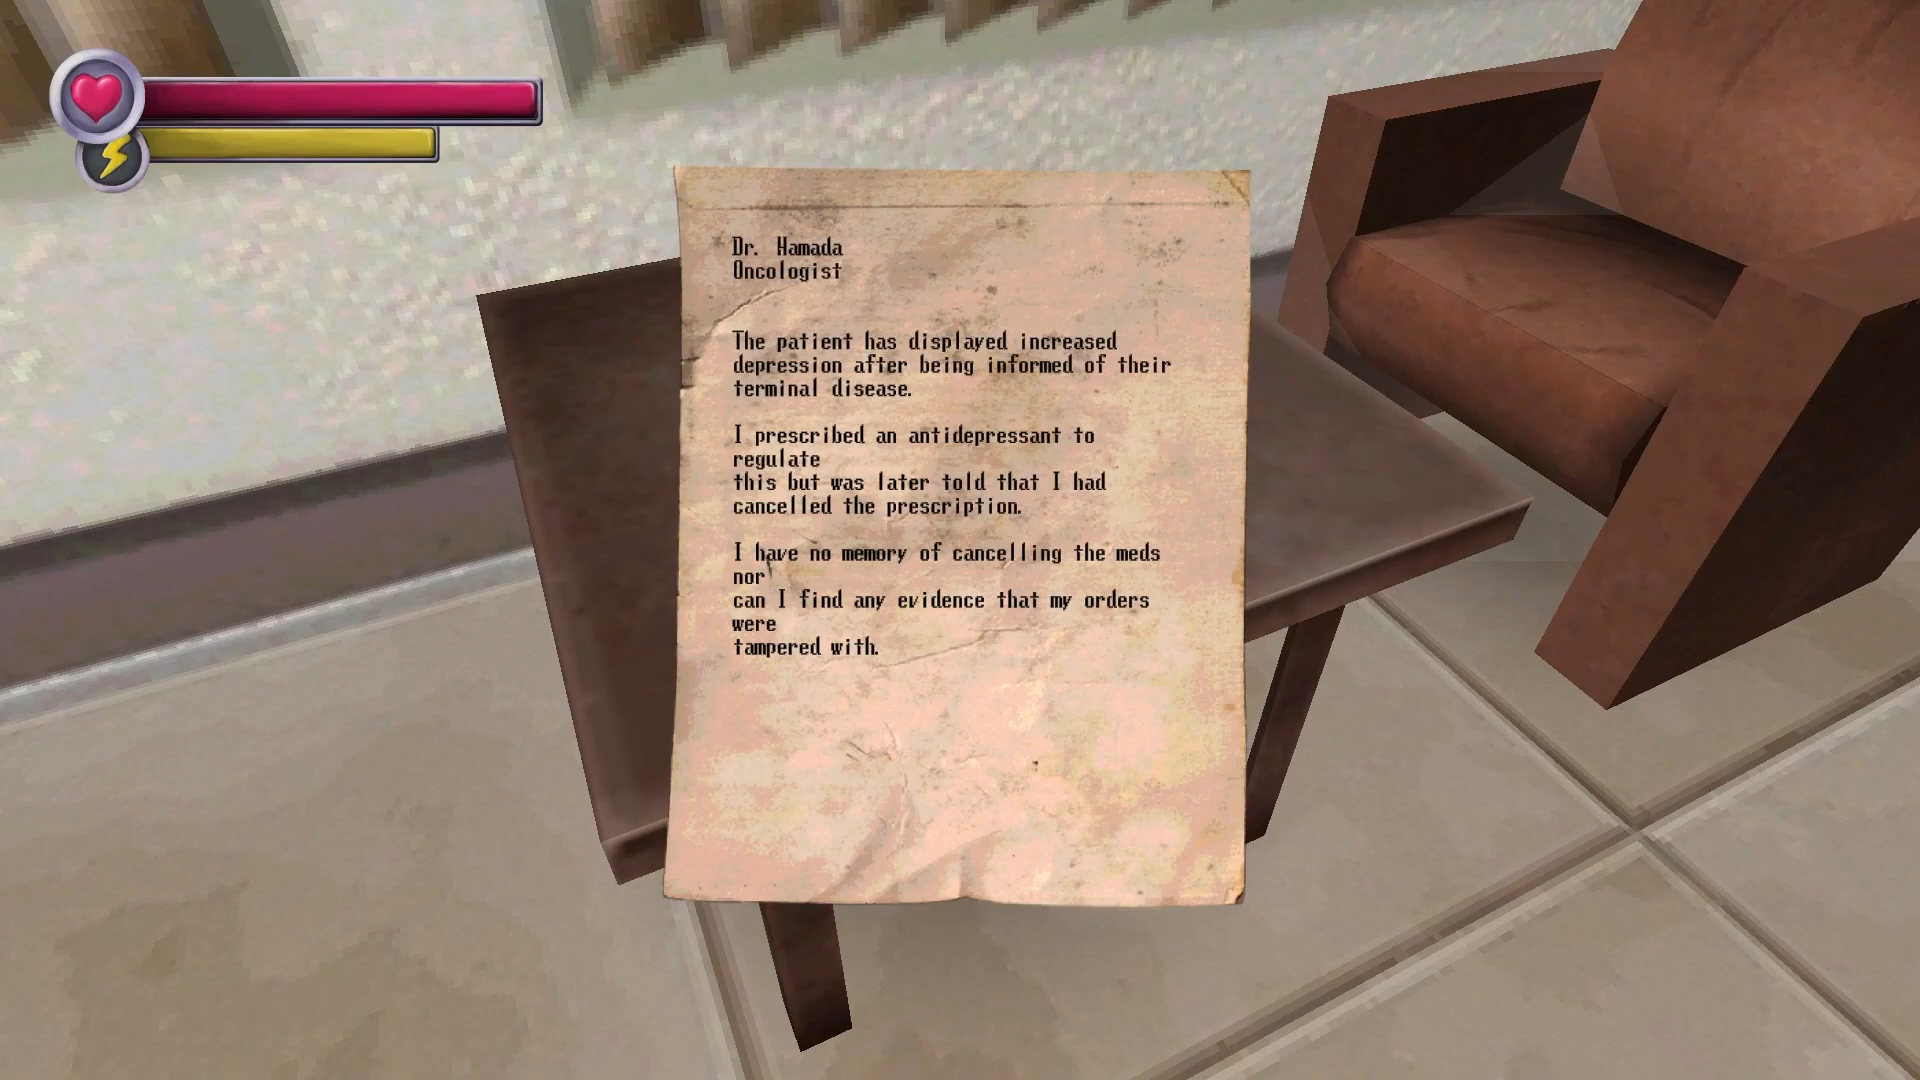 Dr. Hamada
Oncologist
The patient has displayed increased
depression after being informed of their
terminal disease.
I prescribed an antidepressant to
regulate
this but was later told that I had
cancelled the prescription.
I have no memory of cancelling the meds
nor
can I find any evidence that my orders
were
tampered with.